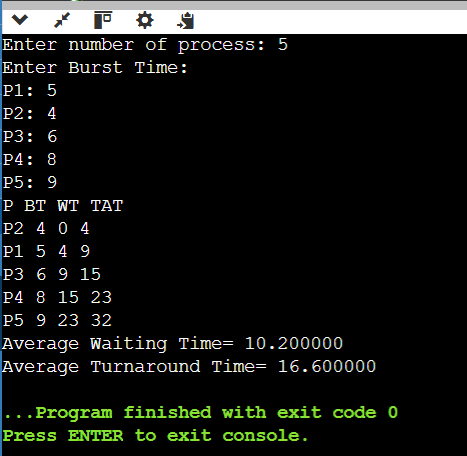 Enter number of process: 5
Enter Burst Time:
P1: 5
P2: 4
P3: 6
P4: 8
P5: 9
P BT WT TAT
P2 4 0 4
P1 5 4 9
P3 6 9 15
P4 8 15 23
P5 9 23 32
Average Waiting Time= 10.200000
Average Turnaround Time= 16.600000
...Program finished with exit code 0
Press ENTER to exit console.